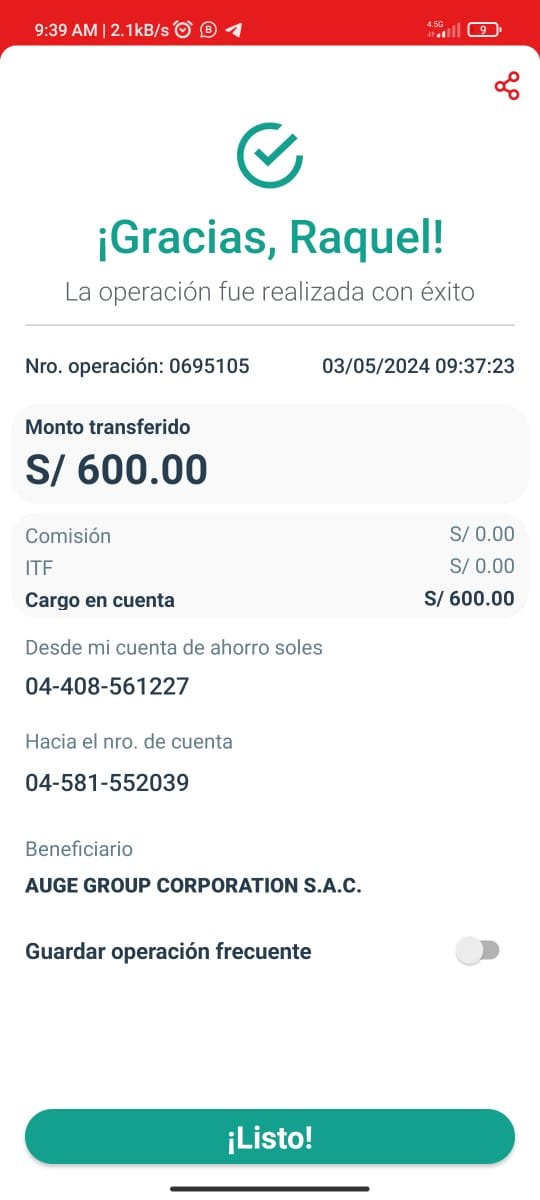 9:39 AM | 2.1kB/s B 4.5G 9
¡Gracias, Raquel!
La operación fue realizada con éxito
Nro. operación: 0695105 03/05/2024 09:37:23
Monto transferido
S/ 600.00
Comisión S/ 0.00
ITF S/ 0.00
Cargo en cuenta S/ 600.00
Desde mi cuenta de ahorro soles
04-408-561227
Hacia el nro. de cuenta
04-581-552039
Beneficiario
AUGE GROUP CORPORATION S.A.C.
Guardar operación frecuente
¡Listo!